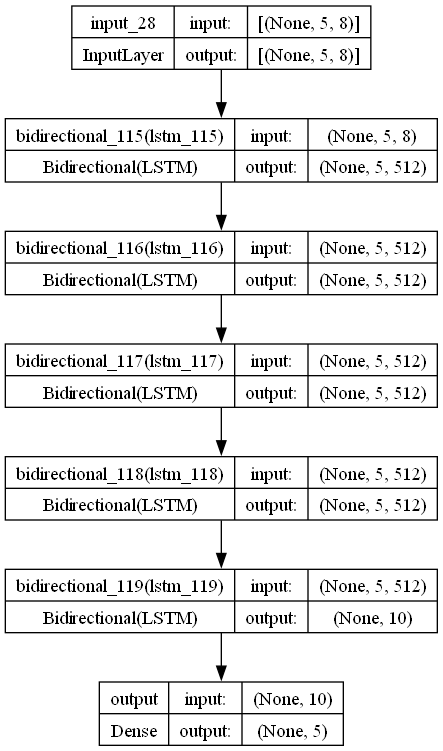 input_28 input: [(None, 5, 8)]
InputLayer output: [(None, 5, 8)]
bidirectional_115(lstm_115) input: (None, 5, 8)
Bidirectional(LSTM) output: (None, 5, 512)
bidirectional_116(lstm_116) input: (None, 5, 512)
Bidirectional(LSTM) output: (None, 5, 512)
bidirectional_117(lstm_117) input: (None, 5, 512)
Bidirectional(LSTM) output: (None, 5, 512)
bidirectional_118(lstm_118) input: (None, 5, 512)
Bidirectional(LSTM) output: (None, 5, 512)
bidirectional_119(lstm_119) input: (None, 5, 512)
Bidirectional(LSTM) output: (None, 10)
output input: (None, 10)
Dense output: (None, 5)